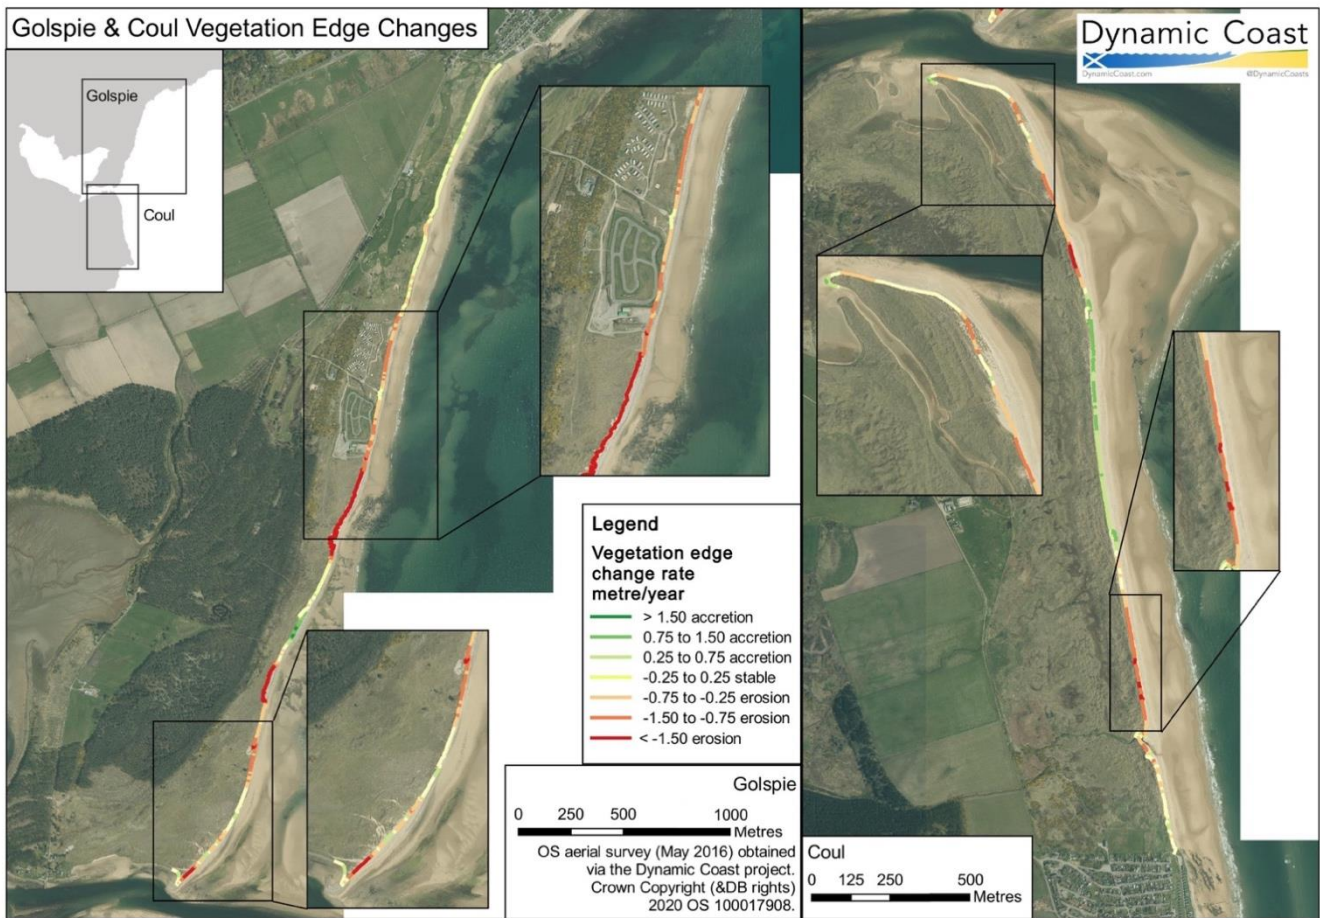 Golspie & Coul Vegetation Edge Changes
Golspie
Coul
Dynamic Coast
DynamicCoast.com
@DynamicCoasts
Legend
Vegetation edge
change rate
metre/year
> 1.50 accretion
0.75 to 1.50 accretion
0.25 to 0.75 accretion
-0.25 to 0.25 stable
-0.75 to -0.25 erosion
-1.50 to -0.75 erosion
< -1.50 erosion
Golspie
0 250 500 1000
Metres
OS aerial survey (May 2016) obtained
via the Dynamic Coast project.
Crown Copyright (&DB rights)
2020 OS 100017908.
Coul
0 125 250 500
Metres